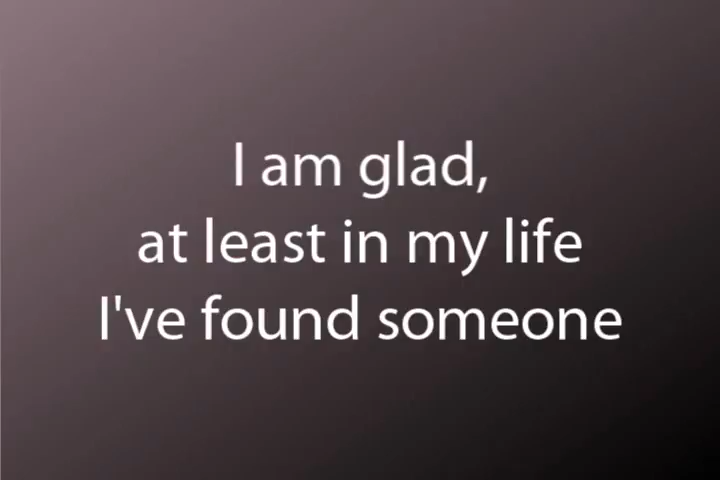 I am glad,
at least in my life
I've found someone